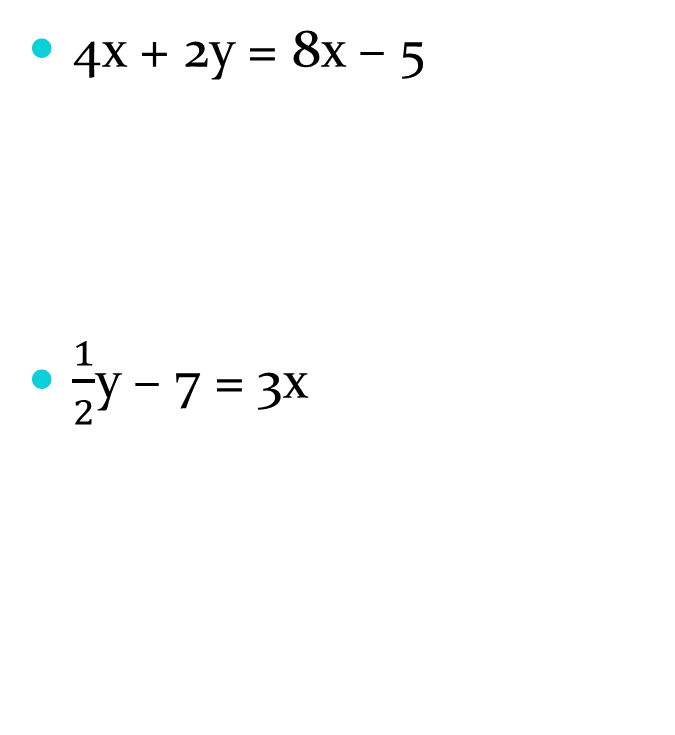 • 4x + 2y = 8x – 5
• 1/2y – 7 = 3x